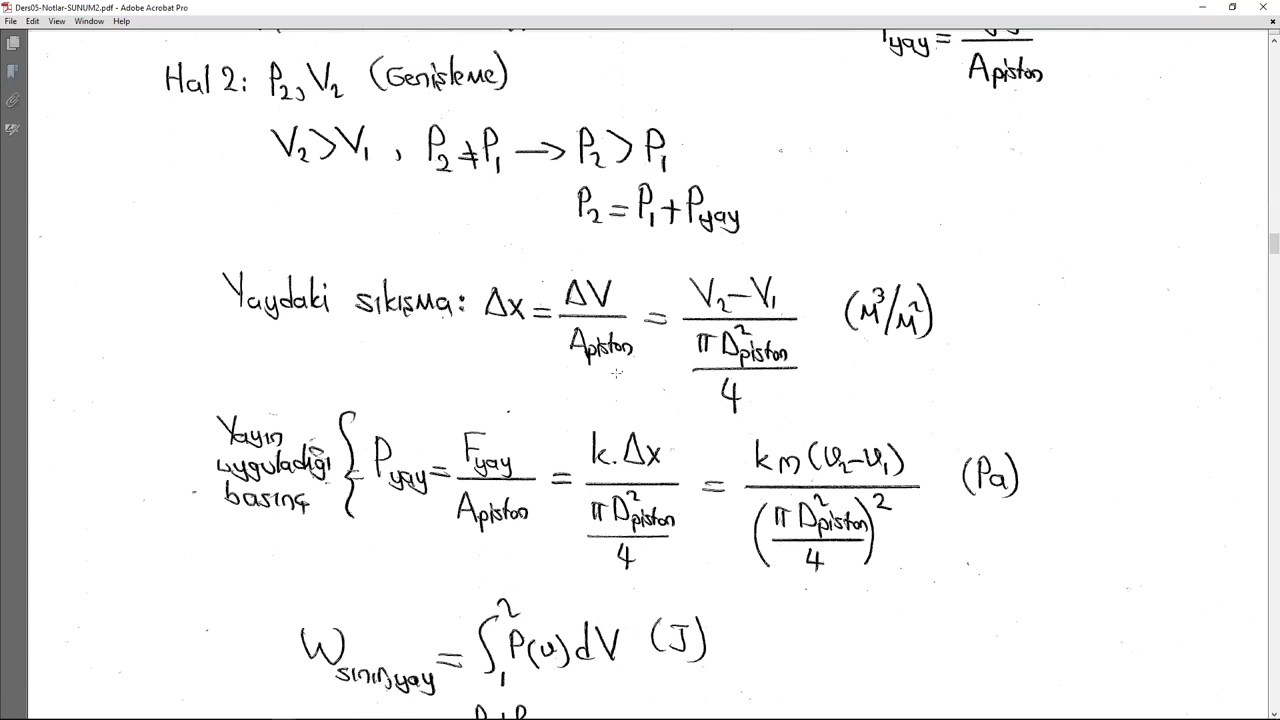 Ders05-Notlar-SUNUM2.pdf - Adobe Acrobat Pro
File Edit View Window Help
Pyay = ――― / Apiston
Hal 2: P₂, V₂ (Genişleme)
V₂ > V₁ , P₂ ≠ P₁ → P₂ > P₁
P₂ = P₁ + Pyay
Yaydaki sıkışma: Δx = ΔV / Apiston = (V₂ − V₁) / (π D²piston / 4) (m³/m²)
Yayın uyguladığı basınç { Pyay = Fyay / Apiston = k.Δx / (π D²piston / 4) = k m (v₂ − v₁) / (π D²piston / 4)² (Pa)
Wsınır,yay = ∫₁² P(v) dV (J)